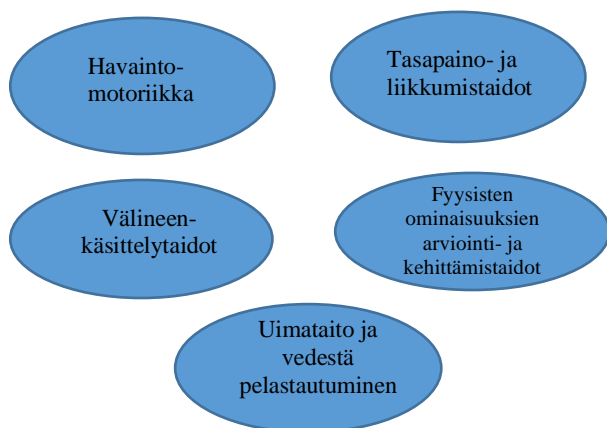 Havainto-
motoriikka
Tasapaino- ja
liikkumistaidot
Välineen-
käsittelytaidot
Fyysisten
ominaisuuksien
arviointi- ja
kehittämistaidot
Uimataito ja
vedestä
pelastautuminen